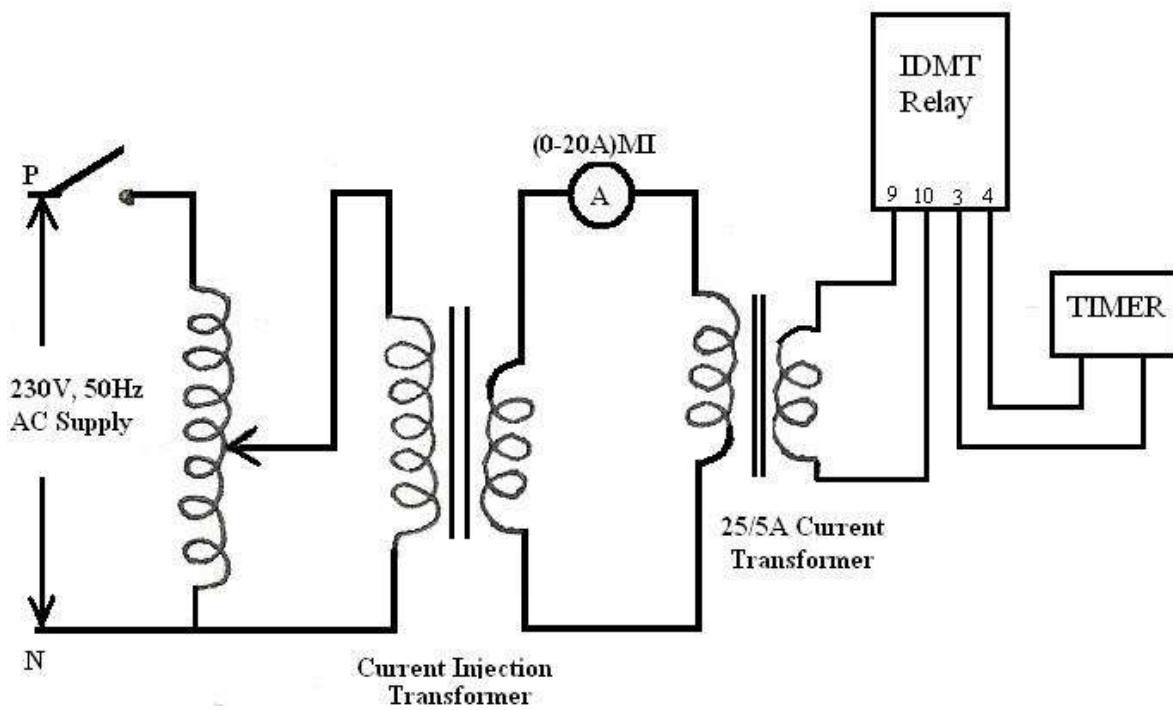 IDMT
Relay
9 10 3 4
(0-20A)MI
A
P
TIMER
230V, 50Hz
AC Supply
25/5A Current
Transformer
N
Current Injection
Transformer